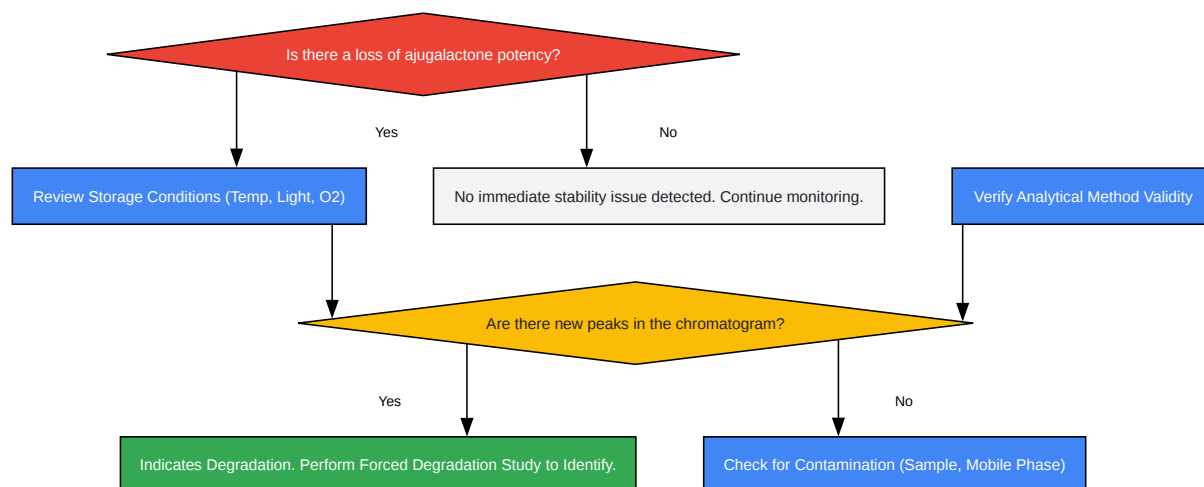 Is there a loss of ajugalactone potency?
Yes
No
Review Storage Conditions (Temp, Light, O2)
No immediate stability issue detected. Continue monitoring.
Verify Analytical Method Validity
Are there new peaks in the chromatogram?
Yes
No
Indicates Degradation. Perform Forced Degradation Study to Identify.
Check for Contamination (Sample, Mobile Phase)